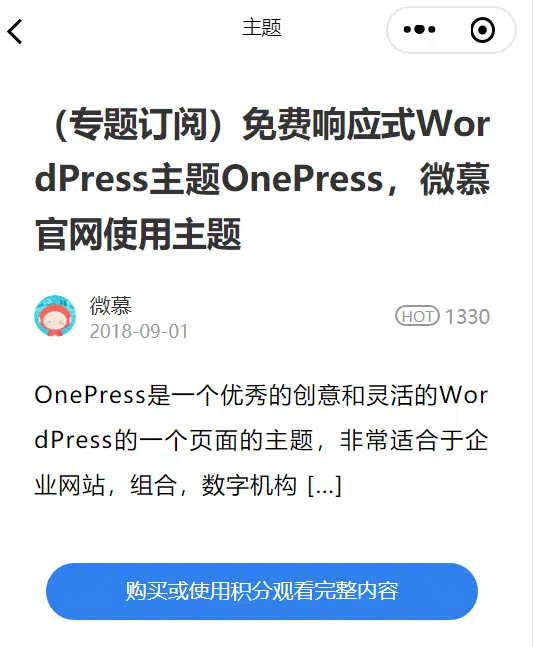 主题
（专题订阅）免费响应式Wor
dPress主题OnePress，微慕
官网使用主题
微慕
2018-09-01
HOT 1330
OnePress是一个优秀的创意和灵活的Wor
dPress的一个页面的主题，非常适合于企
业网站，组合，数字机构 [...]
购买或使用积分观看完整内容